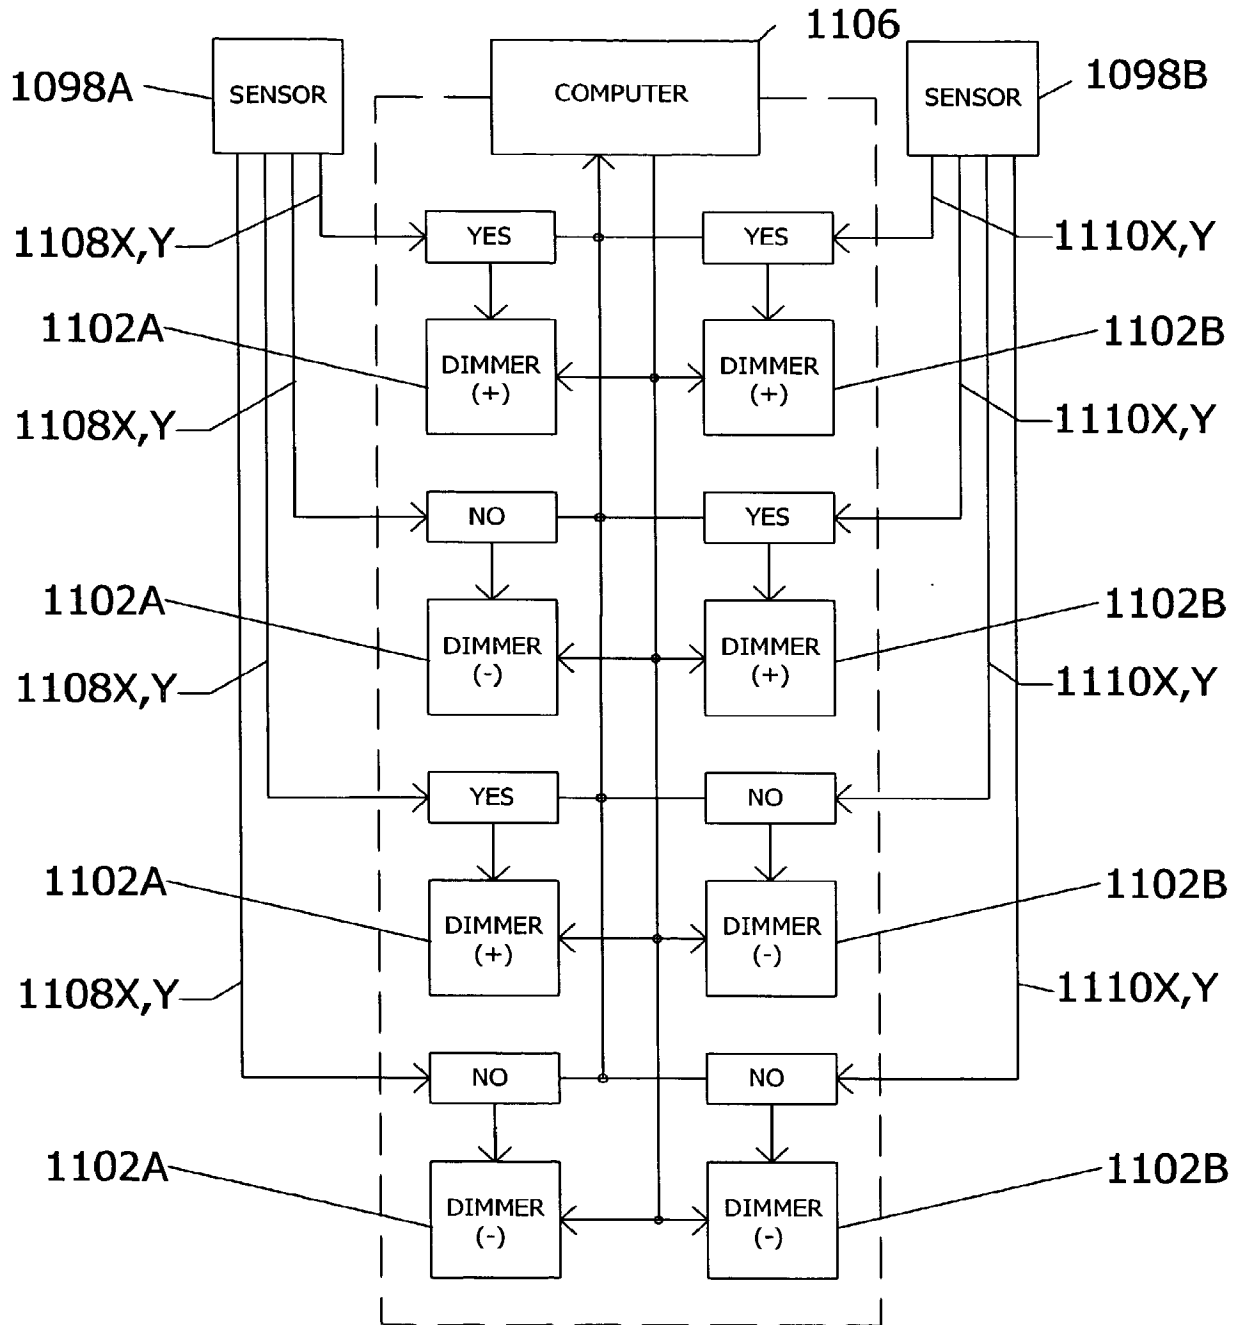 1106
1098A
SENSOR
COMPUTER
SENSOR
1098B
1108X,Y
YES
YES
1110X,Y
1102A
DIMMER
(+)
DIMMER
(+)
1102B
1108X,Y
1110X,Y
NO
YES
1102A
DIMMER
(-)
DIMMER
(+)
1102B
1108X,Y
1110X,Y
YES
NO
1102A
DIMMER
(+)
DIMMER
(-)
1102B
1108X,Y
1110X,Y
NO
NO
1102A
DIMMER
(-)
DIMMER
(-)
1102B